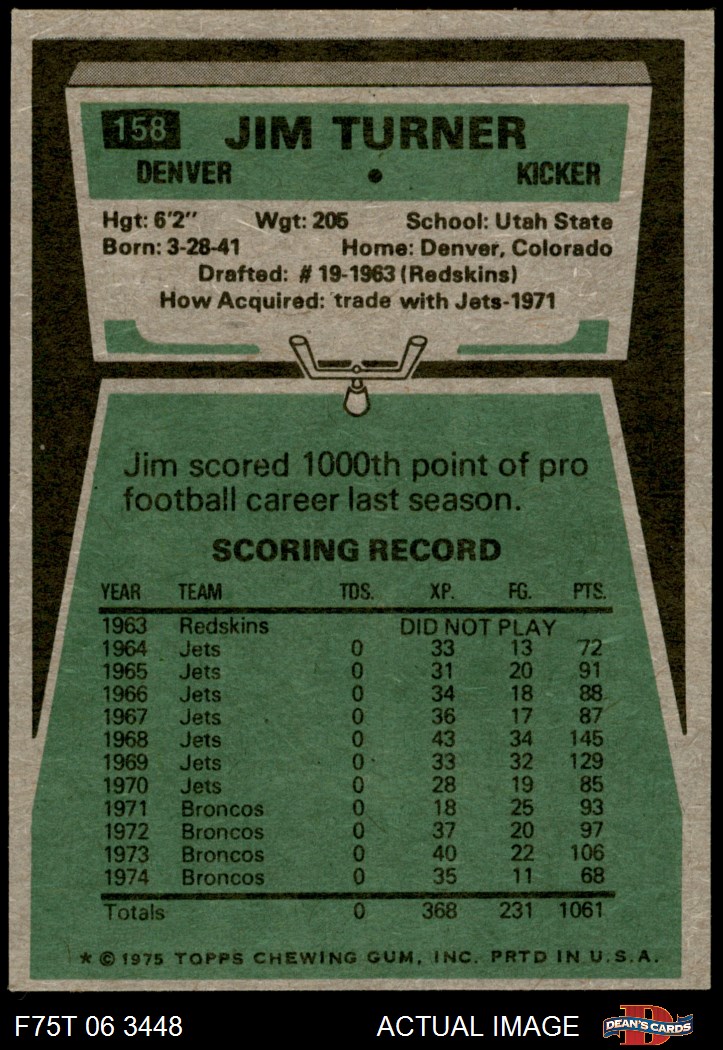 158 JIM TURNER
DENVER • KICKER
Hgt: 6'2" Wgt: 205 School: Utah State
Born: 3-28-41 Home: Denver, Colorado
Drafted: # 19-1963 (Redskins)
How Acquired: trade with Jets-1971
Jim scored 1000th point of pro
football career last season.
SCORING RECORD
YEAR TEAM TDS. XP. FG. PTS.
1963 Redskins DID NOT PLAY
1964 Jets 0 33 13 72
1965 Jets 0 31 20 91
1966 Jets 0 34 18 88
1967 Jets 0 36 17 87
1968 Jets 0 43 34 145
1969 Jets 0 33 32 129
1970 Jets 0 28 19 85
1971 Broncos 0 18 25 93
1972 Broncos 0 37 20 97
1973 Broncos 0 40 22 106
1974 Broncos 0 35 11 68
Totals 0 368 231 1061
* © 1975 TOPPS CHEWING GUM, INC. PRTD IN U.S.A.
F75T 06 3448 ACTUAL IMAGE D DEAN'S CARDS